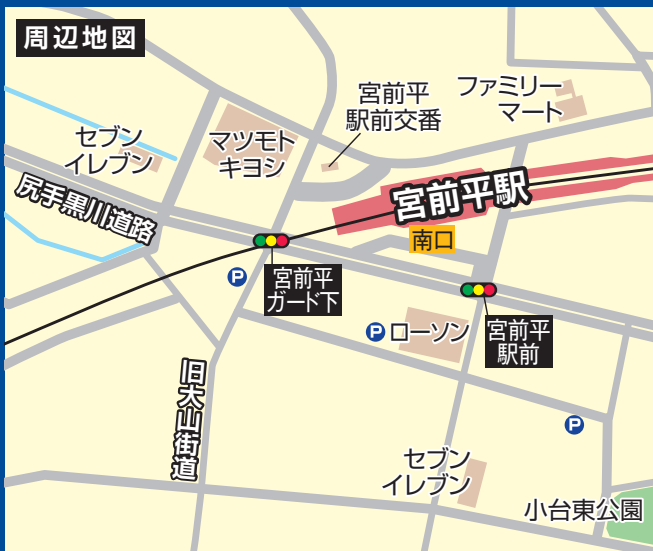 周辺地図
宮前平
駅前交番
ファミリー
マート
セブン
イレブン
マツモト
キヨシ
宮前平駅
尻手黒川道路
南口
宮前平
ガード下
P
P
ローソン
宮前平
駅前
旧大山街道
P
セブン
イレブン
小台東公園